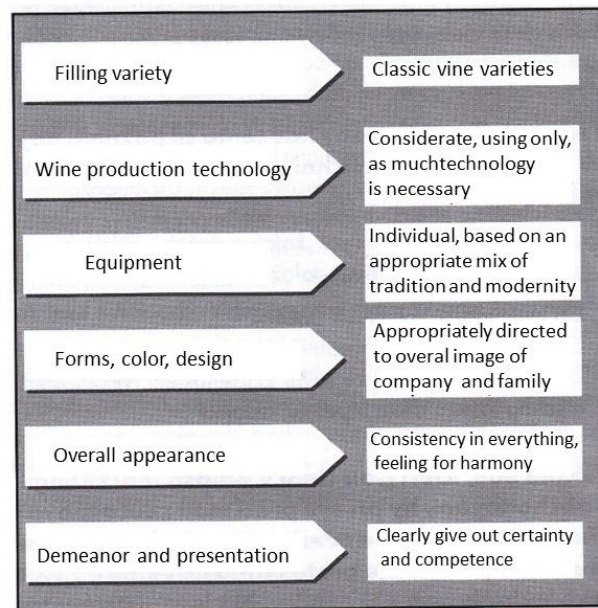 Filling variety
Classic vine varieties
Wine production technology
Considerate, using only,
as muchtechnology
is necessary
Equipment
Individual, based on an
appropriate mix of
tradition and modernity
Forms, color, design
Appropriately directed
to overal image of
company and family
Overall appearance
Consistency in everything,
feeling for harmony
Demeanor and presentation
Clearly give out certainty
and competence